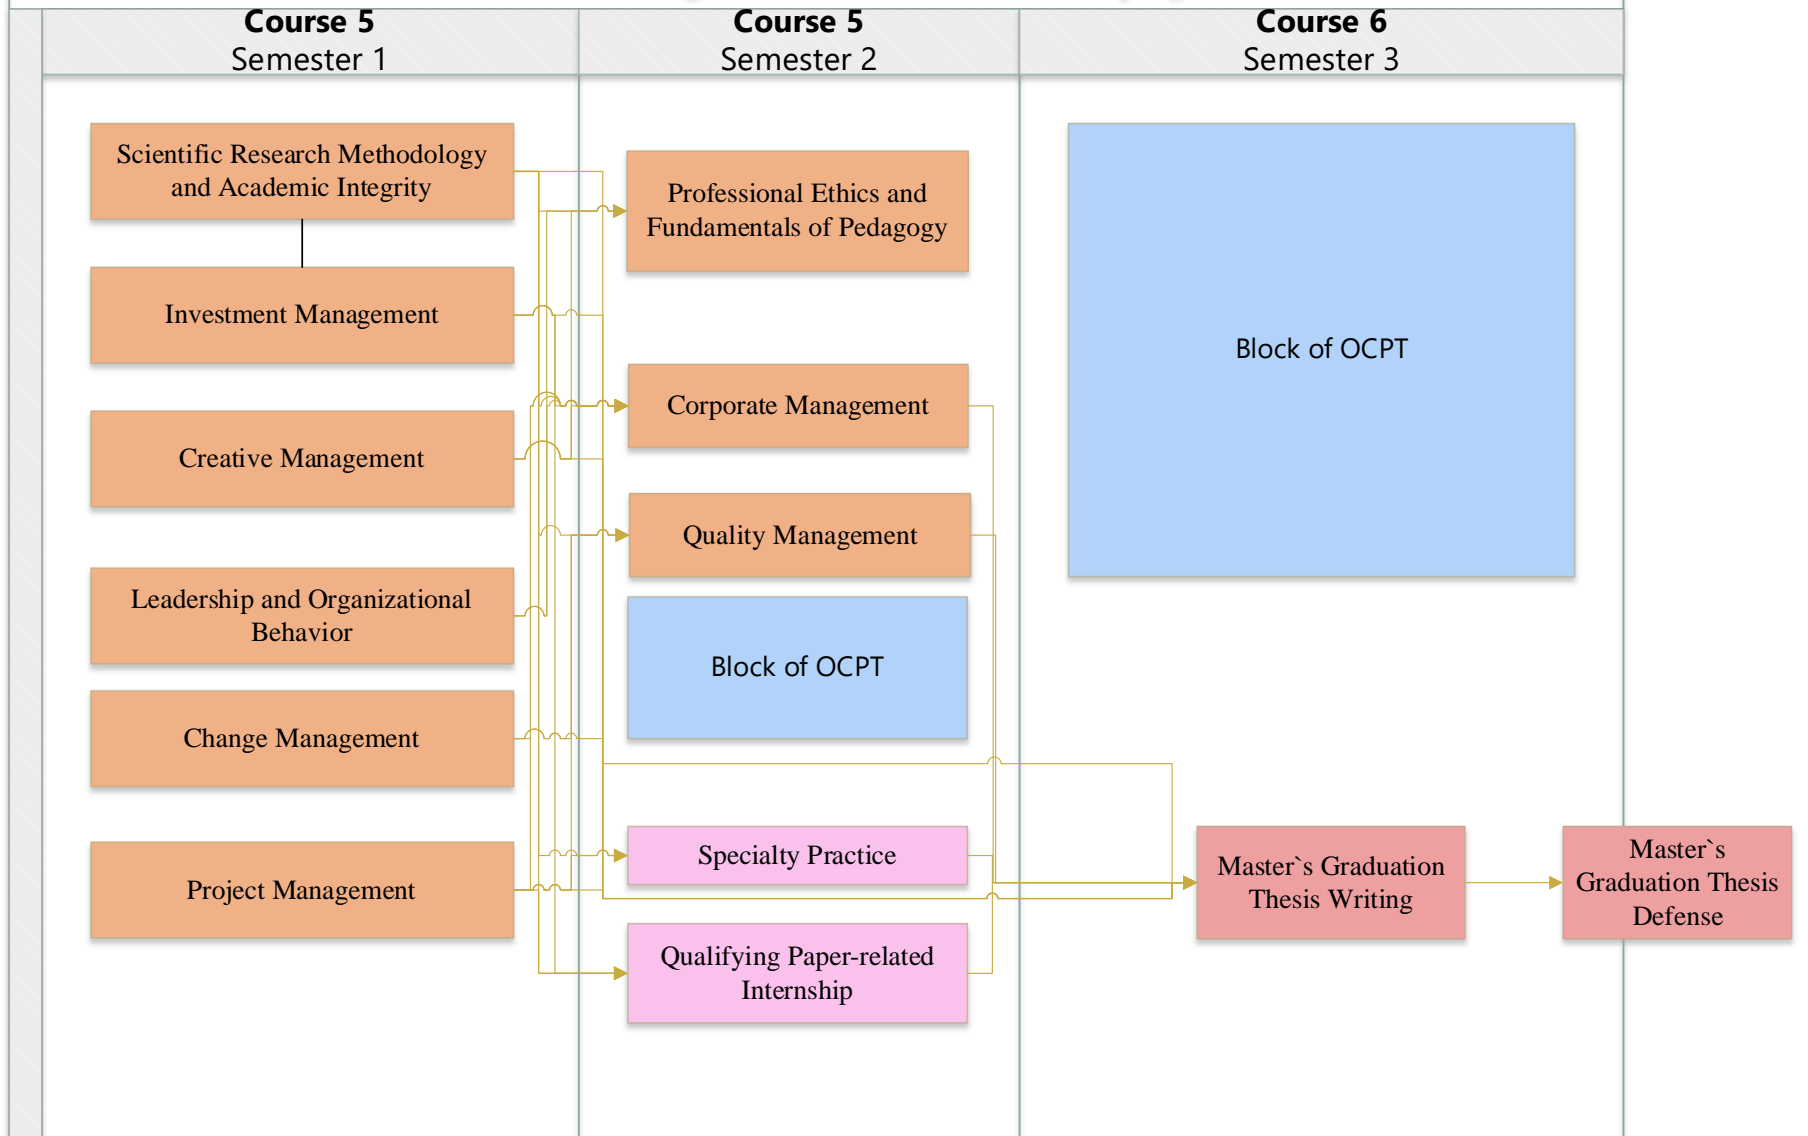 Course 5
Semester 1
Course 5
Semester 2
Course 6
Semester 3
Scientific Research Methodology
and Academic Integrity
Investment Management
Creative Management
Leadership and Organizational
Behavior
Change Management
Project Management
Professional Ethics and
Fundamentals of Pedagogy
Corporate Management
Quality Management
Block of OCPT
Specialty Practice
Qualifying Paper-related
Internship
Block of OCPT
Master`s Graduation
Thesis Writing
Master`s
Graduation Thesis
Defense